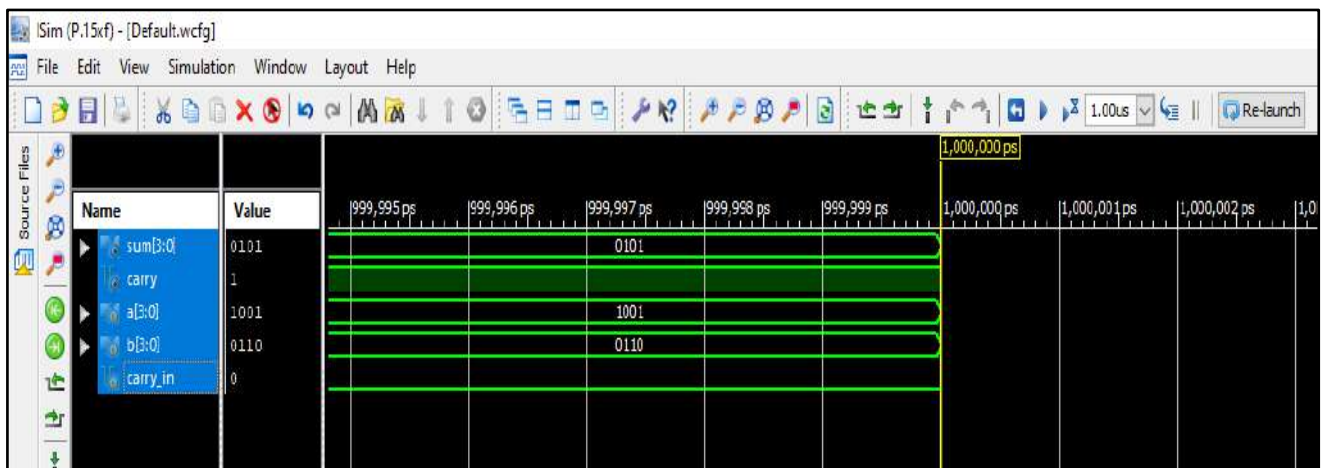 ISim (P.15xf) - [Default.wcfg]
File Edit View Simulation Window Layout Help
1.00us Re-launch
Source Files
1,000,000 ps
Name Value
999,995 ps 999,996 ps 999,997 ps 999,998 ps 999,999 ps 1,000,000 ps 1,000,001 ps 1,000,002 ps 1,0
sum[3:0] 0101 0101
carry 1
a[3:0] 1001 1001
b[3:0] 0110 0110
carry_in 0